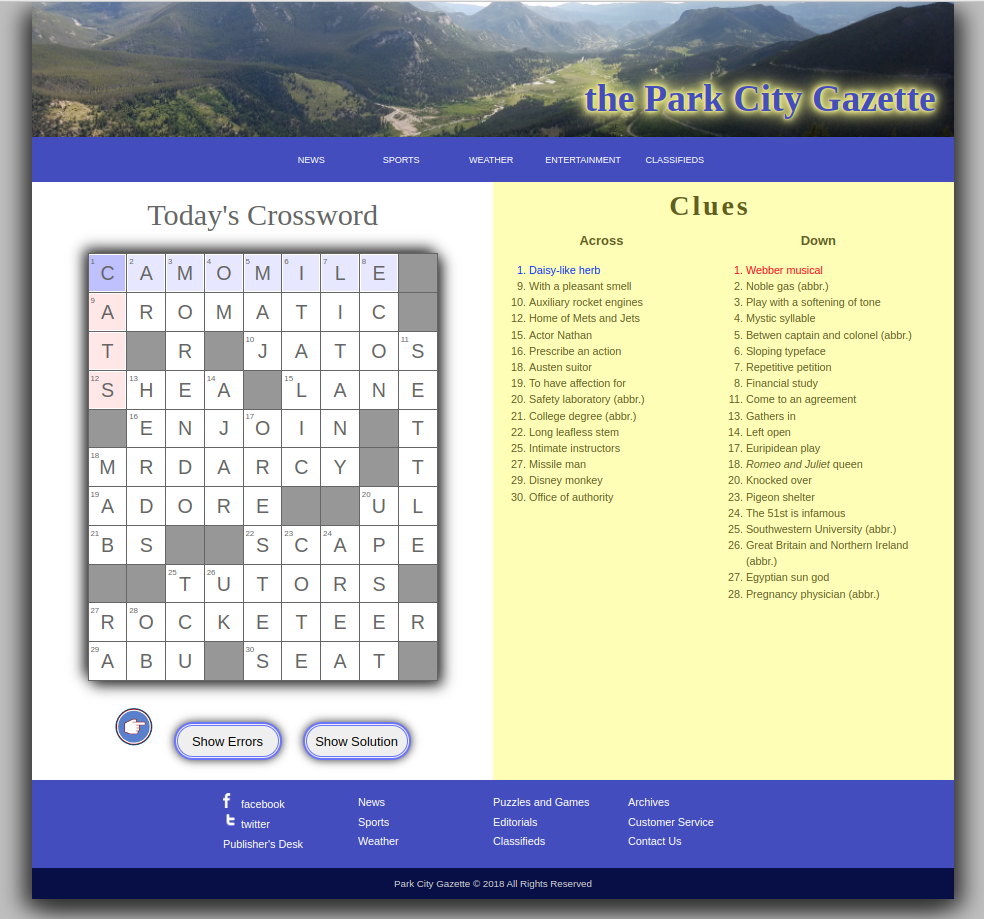 the Park City Gazette
NEWS SPORTS WEATHER ENTERTAINMENT CLASSIFIEDS
Today's Crossword
1 C 2 A 3 M 4 O 5 M 6 I 7 L 8 E
9 A R O M A T I C
T R 10 J A T O 11 S
12 S 13 H E 14 A 15 L A N E
16 E N J 17 O I N T
18 M R D A R C Y T
19 A D O R E 20 U L
21 B S 22 S 23 C 24 A P E
25 T 26 U T O R S
27 R 28 O C K E T E E R
29 A B U 30 S E A T
Show Errors Show Solution
Clues
Across
1. Daisy-like herb
9. With a pleasant smell
10. Auxiliary rocket engines
12. Home of Mets and Jets
15. Actor Nathan
16. Prescribe an action
18. Austen suitor
19. To have affection for
20. Safety laboratory (abbr.)
21. College degree (abbr.)
22. Long leafless stem
25. Intimate instructors
27. Missile man
29. Disney monkey
30. Office of authority
Down
1. Webber musical
2. Noble gas (abbr.)
3. Play with a softening of tone
4. Mystic syllable
5. Betwen captain and colonel (abbr.)
6. Sloping typeface
7. Repetitive petition
8. Financial study
11. Come to an agreement
13. Gathers in
14. Left open
17. Euripidean play
18. Romeo and Juliet queen
20. Knocked over
23. Pigeon shelter
24. The 51st is infamous
25. Southwestern University (abbr.)
26. Great Britain and Northern Ireland
(abbr.)
27. Egyptian sun god
28. Pregnancy physician (abbr.)
facebook
twitter
Publisher's Desk
News
Sports
Weather
Puzzles and Games
Editorials
Classifieds
Archives
Customer Service
Contact Us
Park City Gazette © 2018 All Rights Reserved